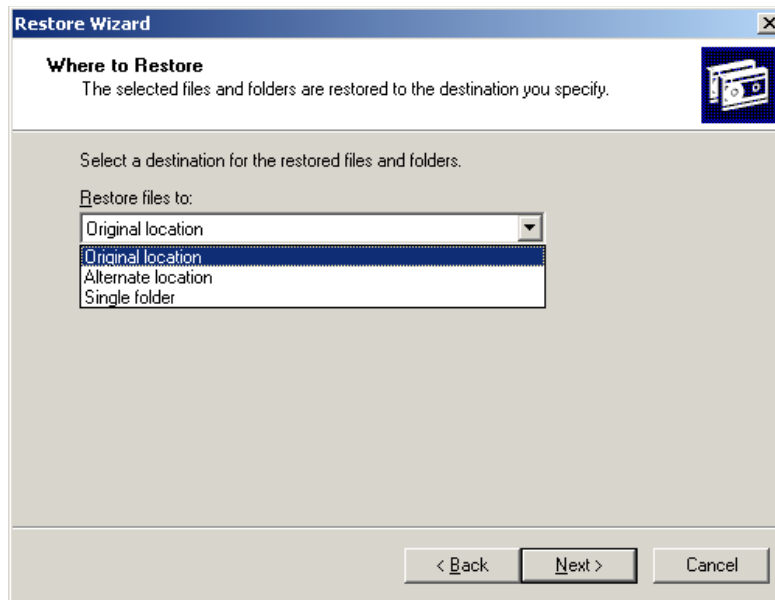 Restore Wizard
Where to Restore
The selected files and folders are restored to the destination you specify.
Select a destination for the restored files and folders.
Restore files to:
Original location
Original location
Alternate location
Single folder
< Back
Next >
Cancel